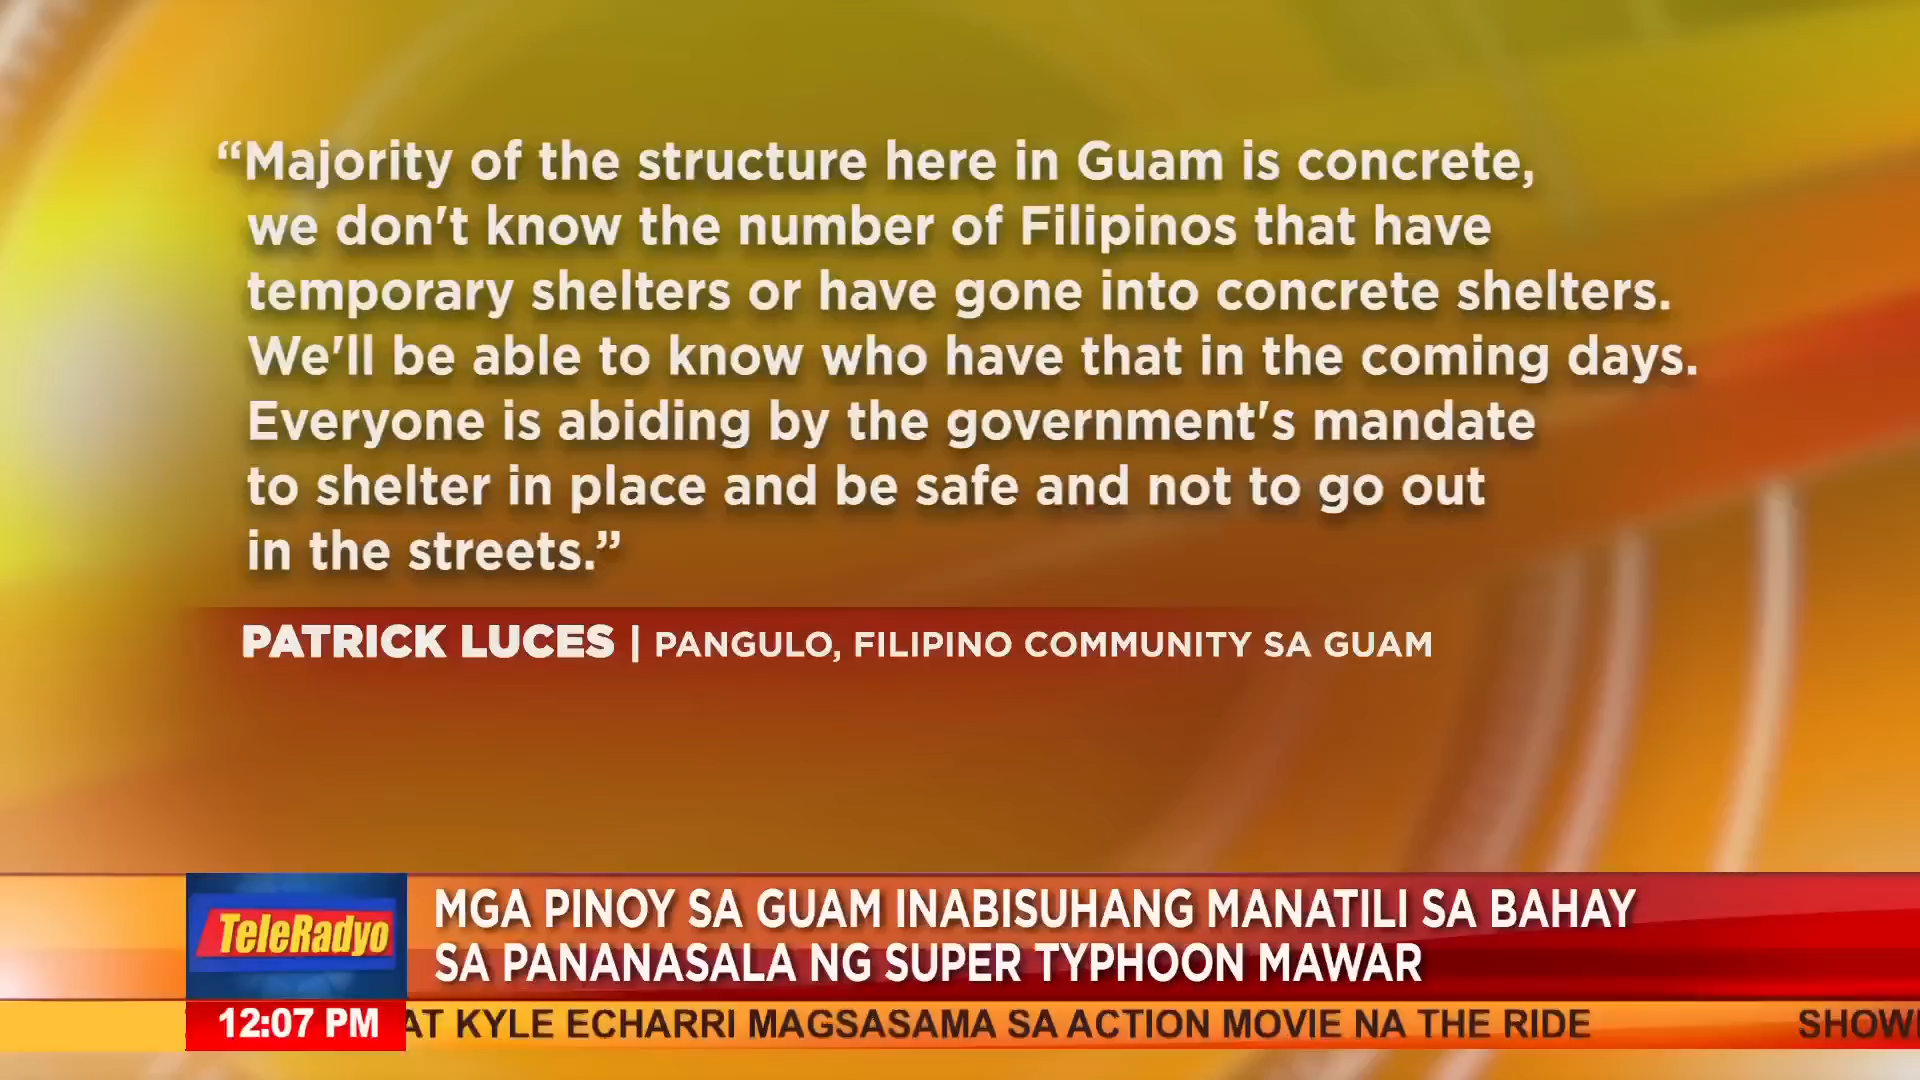 “Majority of the structure here in Guam is concrete,
we don't know the number of Filipinos that have
temporary shelters or have gone into concrete shelters.
We'll be able to know who have that in the coming days.
Everyone is abiding by the government's mandate
to shelter in place and be safe and not to go out
in the streets.”
PATRICK LUCES | PANGULO, FILIPINO COMMUNITY SA GUAM
TeleRadyo
MGA PINOY SA GUAM INABISUHANG MANATILI SA BAHAY
SA PANANASALA NG SUPER TYPHOON MAWAR
12:07 PM
AT KYLE ECHARRI MAGSASAMA SA ACTION MOVIE NA THE RIDE